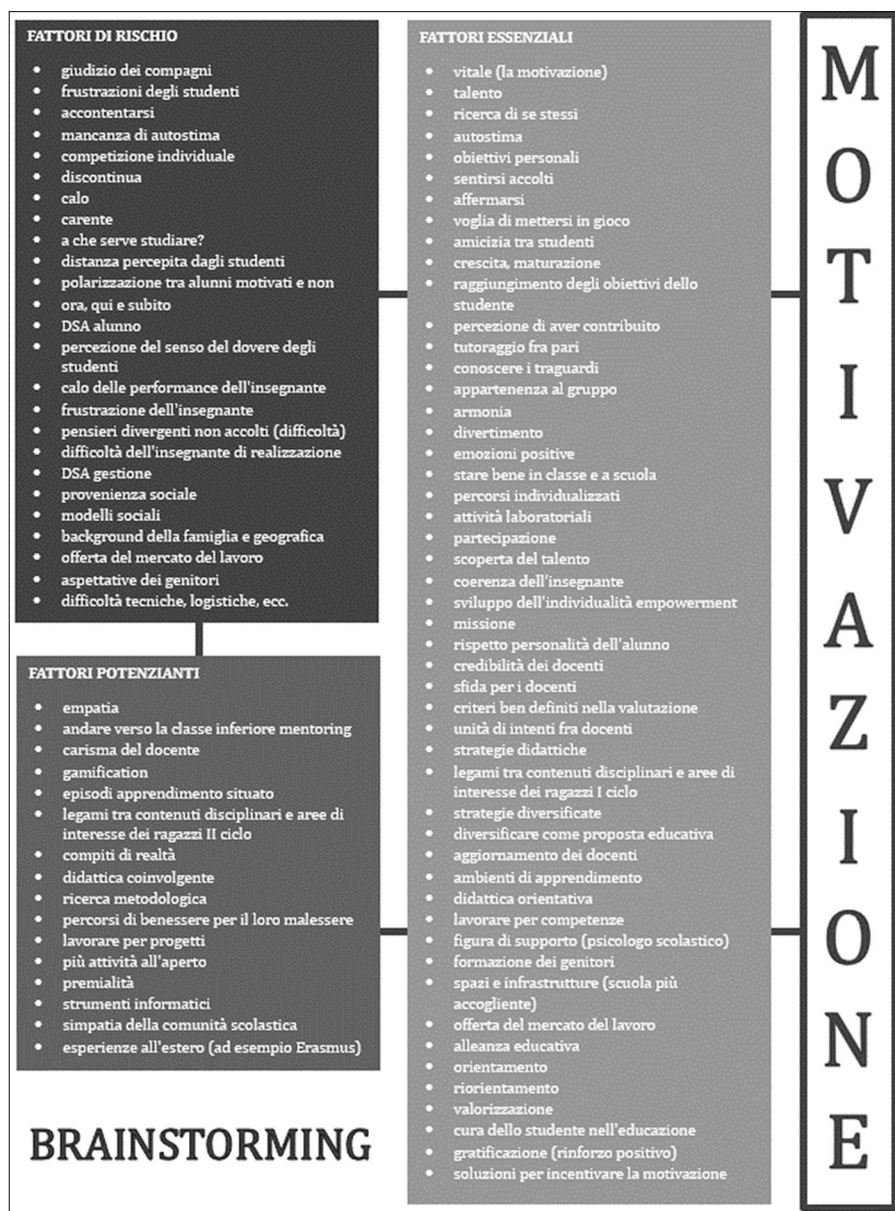 FATTORI DI RISCHIO
• giudizio dei compagni
• frustrazioni degli studenti
• accontentarsi
• mancanza di autostima
• competizione individuale
• discontinua
• calo
• carente
• a che serve studiare?
• distanza percepita dagli studenti
• polarizzazione tra alunni motivati e non
• ora, qui e subito
• DSA alunno
• percezione del senso del dovere degli
studenti
• calo delle performance dell'insegnante
• frustrazione dell'insegnante
• pensieri divergenti non accolti (difficoltà)
• difficoltà dell'insegnante di realizzazione
• DSA gestione
• provenienza sociale
• modelli sociali
• background della famiglia e geografica
• offerta del mercato del lavoro
• aspettative dei genitori
• difficoltà tecniche, logistiche, ecc.
FATTORI POTENZIANTI
• empatia
• andare verso la classe inferiore mentoring
• carisma del docente
• gamification
• episodi apprendimento situato
• legami tra contenuti disciplinari e aree di
interesse dei ragazzi II ciclo
• compiti di realtà
• didattica coinvolgente
• ricerca metodologica
• percorsi di benessere per il loro malessere
• lavorare per progetti
• più attività all'aperto
• premialità
• strumenti informatici
• simpatia della comunità scolastica
• esperienze all'estero (ad esempio Erasmus)
BRAINSTORMING
FATTORI ESSENZIALI
• vitale (la motivazione)
• talento
• ricerca di se stessi
• autostima
• obiettivi personali
• sentirsi accolti
• affermarsi
• voglia di mettersi in gioco
• amicizia tra studenti
• crescita, maturazione
• raggiungimento degli obiettivi dello
studente
• percezione di aver contribuito
• tutoraggio fra pari
• conoscere i traguardi
• appartenenza al gruppo
• armonia
• divertimento
• emozioni positive
• stare bene in classe e a scuola
• percorsi individualizzati
• attività laboratoriali
• partecipazione
• scoperta del talento
• coerenza dell'insegnante
• sviluppo dell'individualità empowerment
• missione
• rispetto personalità dell'alunno
• credibilità dei docenti
• sfida per i docenti
• criteri ben definiti nella valutazione
• unità di intenti fra docenti
• strategie didattiche
• legami tra contenuti disciplinari e aree di
interesse dei ragazzi I ciclo
• strategie diversificate
• diversificare come proposta educativa
• aggiornamento dei docenti
• ambienti di apprendimento
• didattica orientativa
• lavorare per competenze
• figura di supporto (psicologo scolastico)
• formazione dei genitori
• spazi e infrastrutture (scuola più
accogliente)
• offerta del mercato del lavoro
• alleanza educativa
• orientamento
• riorientamento
• valorizzazione
• cura dello studente nell'educazione
• gratificazione (rinforzo positivo)
• soluzioni per incentivare la motivazione
MOTIVAZIONE